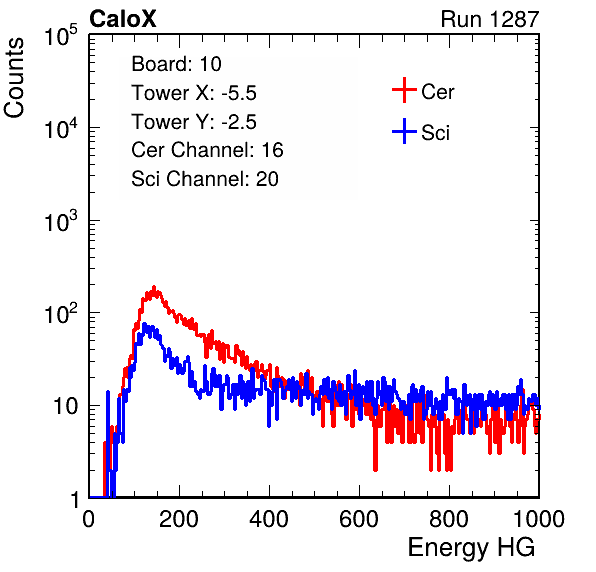 CaloX Run 1287
Counts
Board: 10
Tower X: -5.5
Tower Y: -2.5
Cer Channel: 16
Sci Channel: 20
Cer
Sci
10^5
10^4
10^3
10^2
10
1
0 200 400 600 800 1000
Energy HG